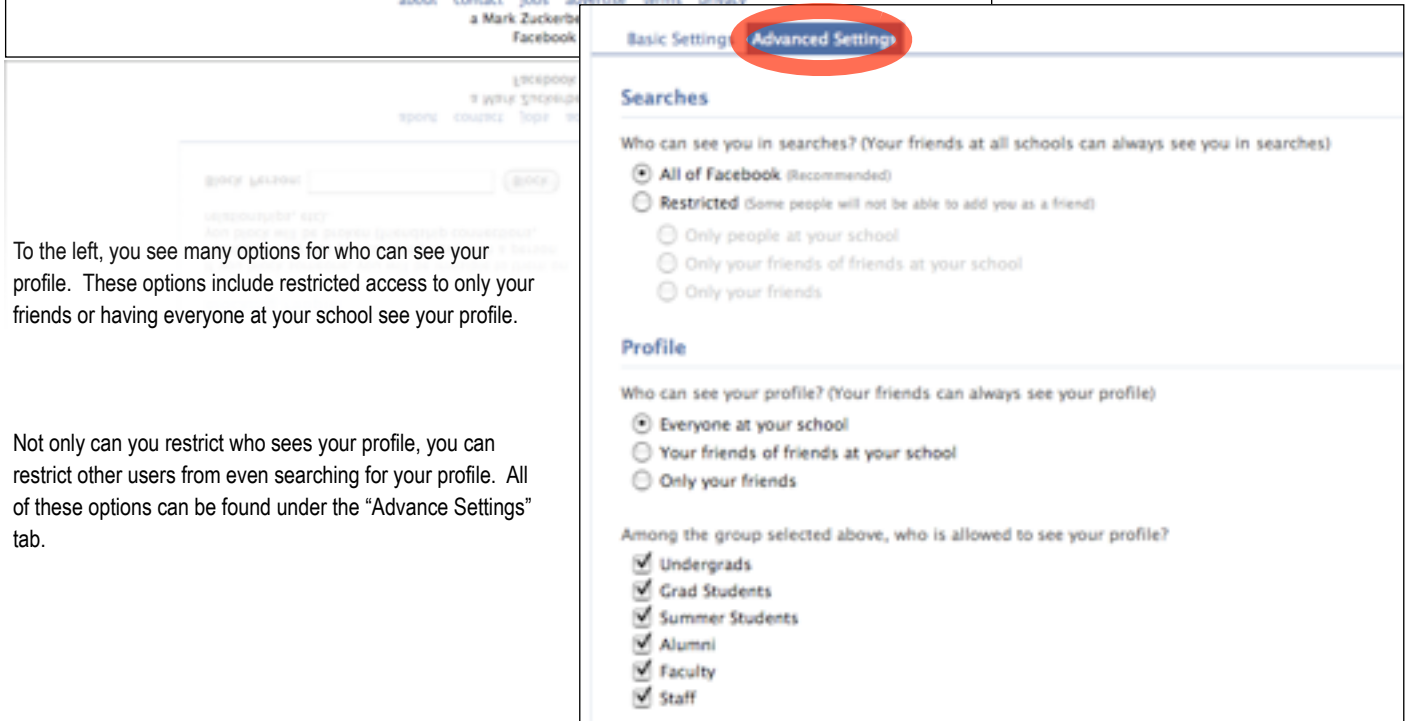 about contact jobs advertise terms privacy
a Mark Zuckerbe
Facebook
To the left, you see many options for who can see your
profile. These options include restricted access to only your
friends or having everyone at your school see your profile.
Not only can you restrict who sees your profile, you can
restrict other users from even searching for your profile. All
of these options can be found under the “Advance Settings”
tab.
Basic Settings Advanced Settings
Searches
Who can see you in searches? (Your friends at all schools can always see you in searches)
All of Facebook (Recommended)
Restricted (Some people will not be able to add you as a friend)
Only people at your school
Only your friends of friends at your school
Only your friends
Profile
Who can see your profile? (Your friends can always see your profile)
Everyone at your school
Your friends of friends at your school
Only your friends
Among the group selected above, who is allowed to see your profile?
Undergrads
Grad Students
Summer Students
Alumni
Faculty
Staff